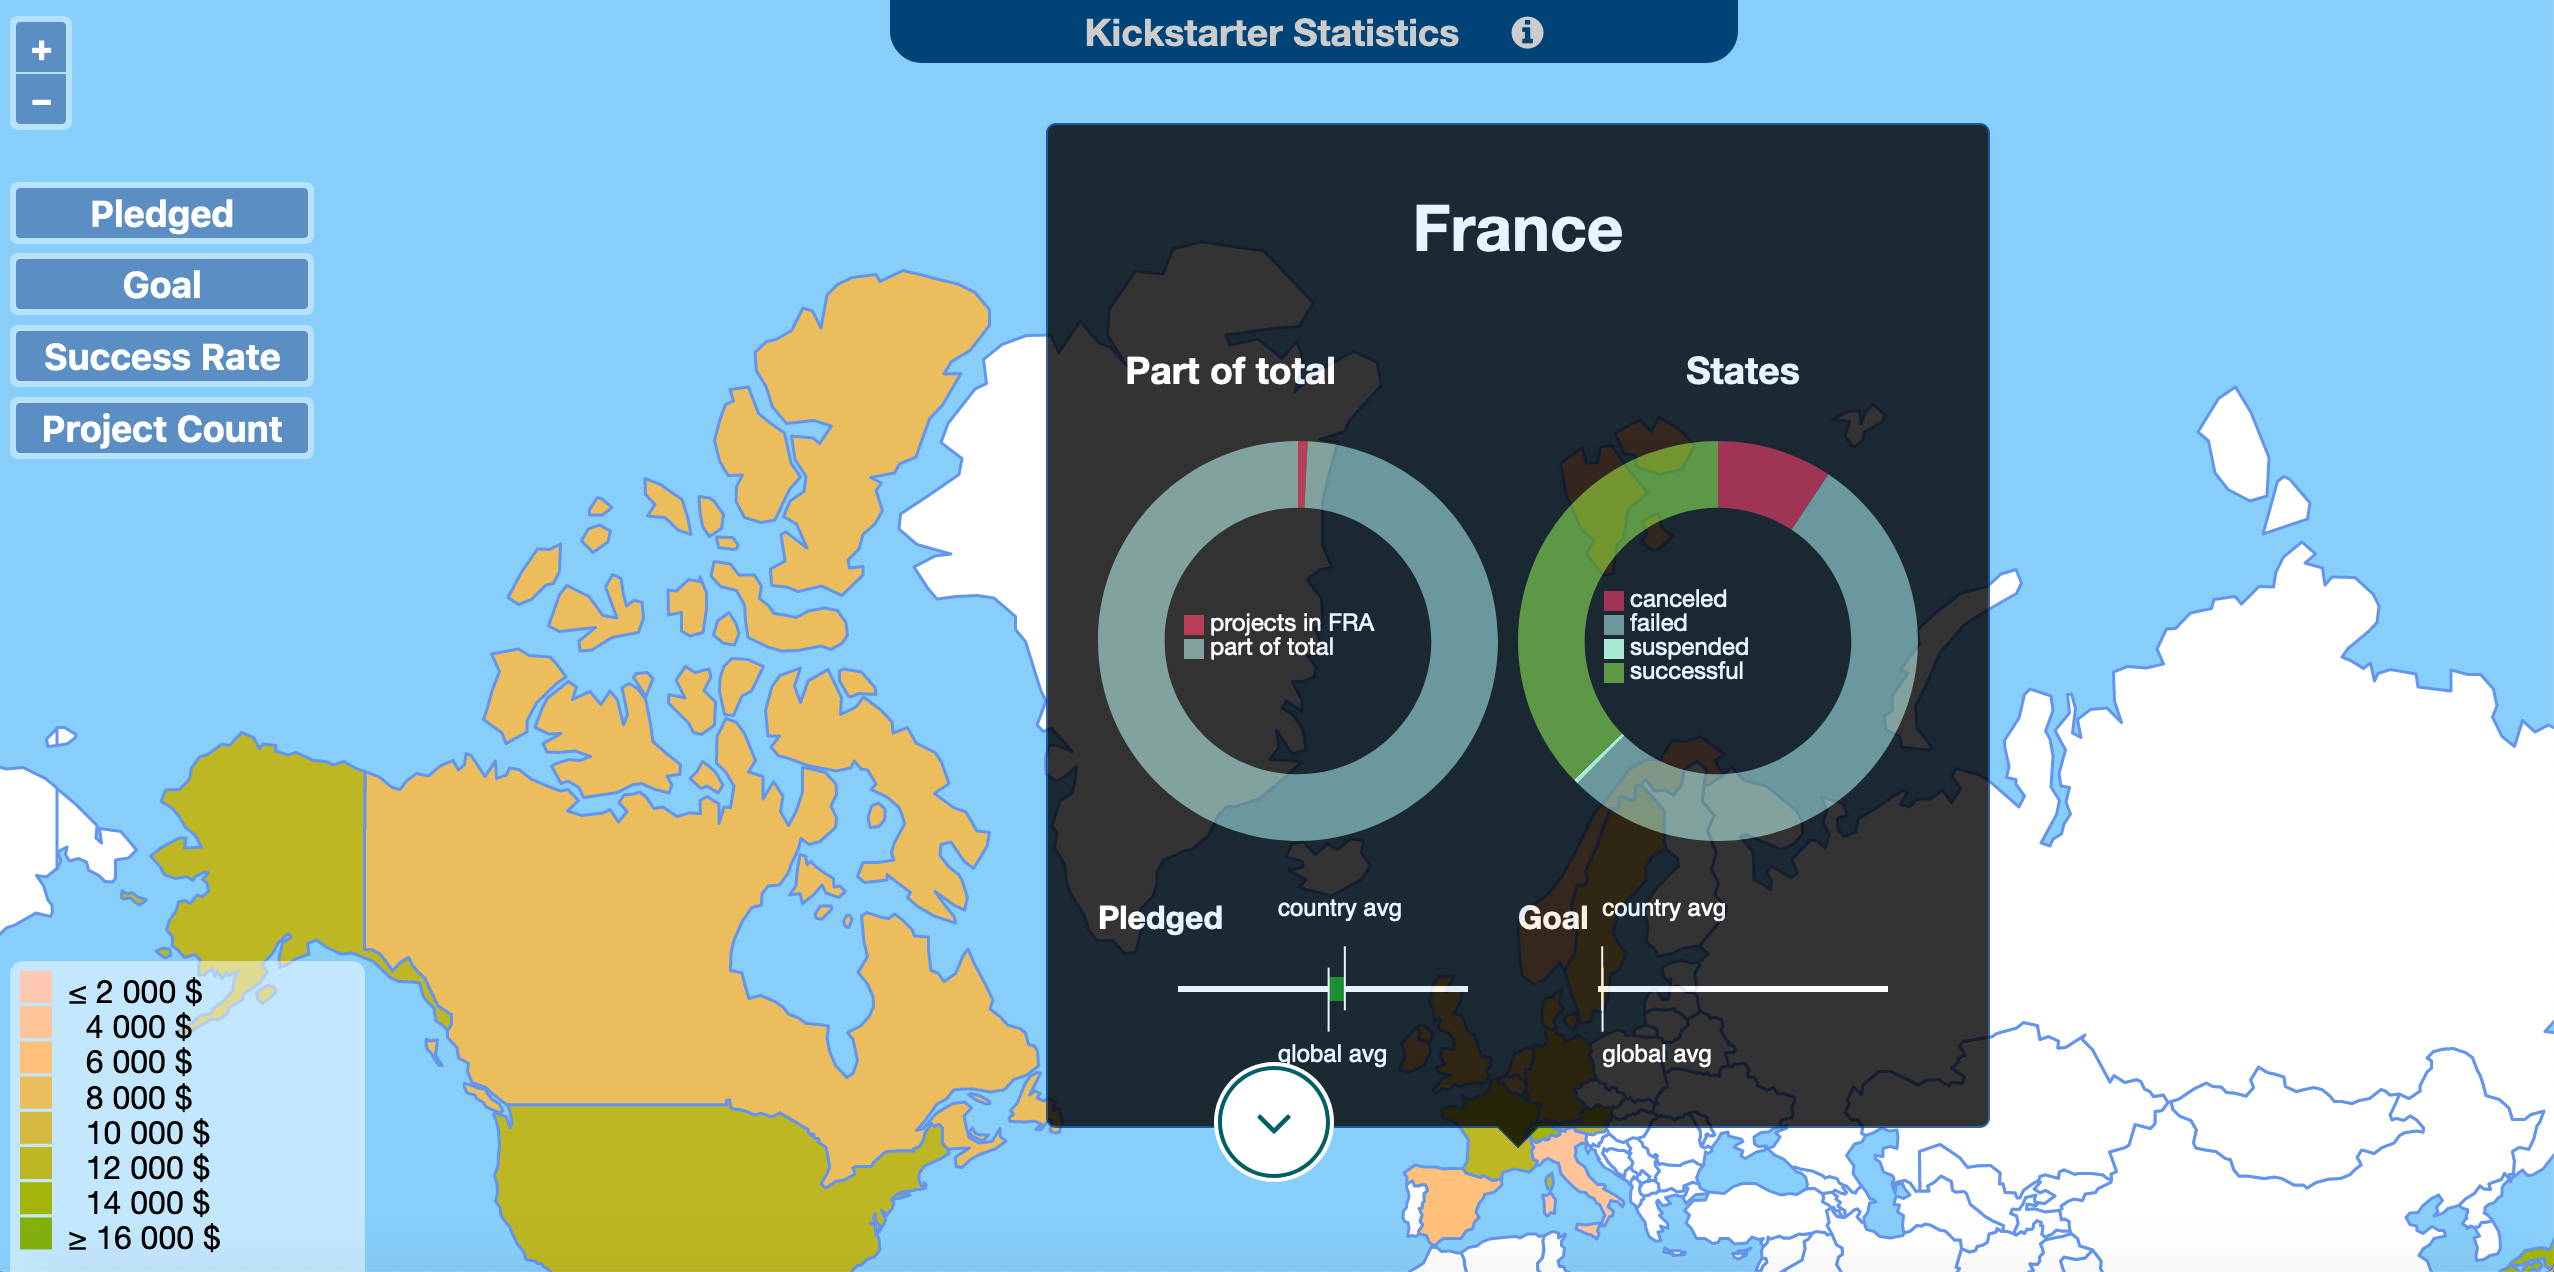 Kickstarter Statistics
+
−
Pledged
Goal
Success Rate
Project Count
France
Part of total
States
projects in FRA
part of total
canceled
failed
suspended
successful
Pledged
country avg
global avg
Goal
country avg
global avg
≤ 2 000 $
4 000 $
6 000 $
8 000 $
10 000 $
12 000 $
14 000 $
≥ 16 000 $